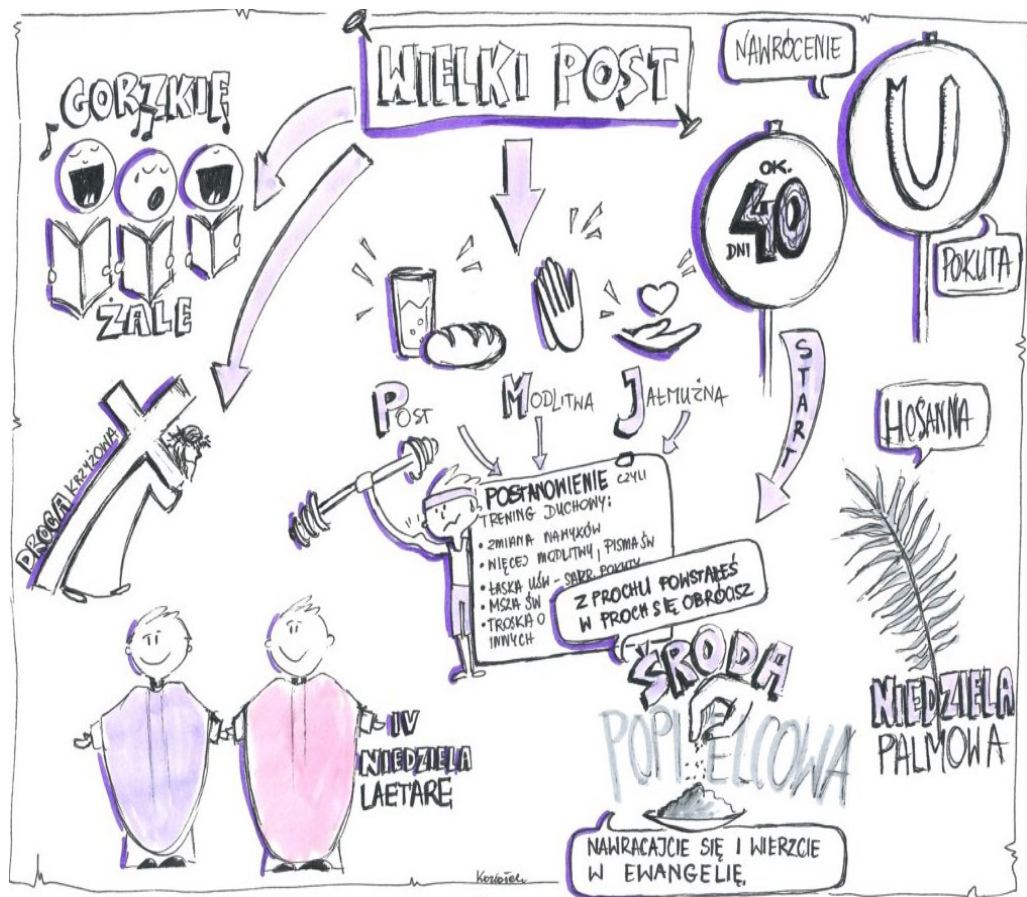 WIELKI POST
GORZKIE
ŻALE
NAWRÓCENIE
U
POKUTA
OK.
40
DNI
START
POST
MODLITWA
JAŁMUŻNA
DROGA KRZYŻOWA
POSTANOWIENIE CZYLI
TRENING DUCHOWY:
• ZMIANA NAWYKÓW
• WIĘCEJ MODLITWY, PISMA ŚW
• ŁASKA UŚW - SAKR. POKUTY
• MSZA ŚW
• TROSKA O
INNYCH
Z PROCHU POWSTAŁEŚ
W PROCH SIĘ OBRÓCISZ
ŚRODA
POPIELCOWA
NAWRACAJCIE SIĘ I WIERZCIE
W EWANGELIĘ
HOSANNA
NIEDZIELA
PALMOWA
IV
NIEDZIELA
LAETARE